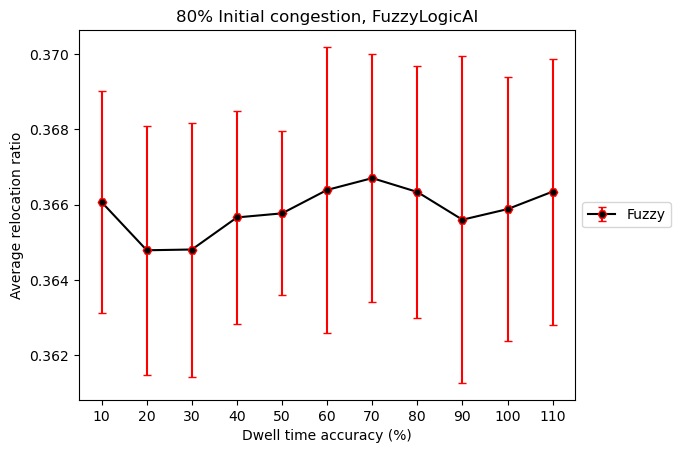 80% Initial congestion, FuzzyLogicAI
Average relocation ratio
0.370
0.368
0.366
0.364
0.362
10 20 30 40 50 60 70 80 90 100 110
Dwell time accuracy (%)
Fuzzy